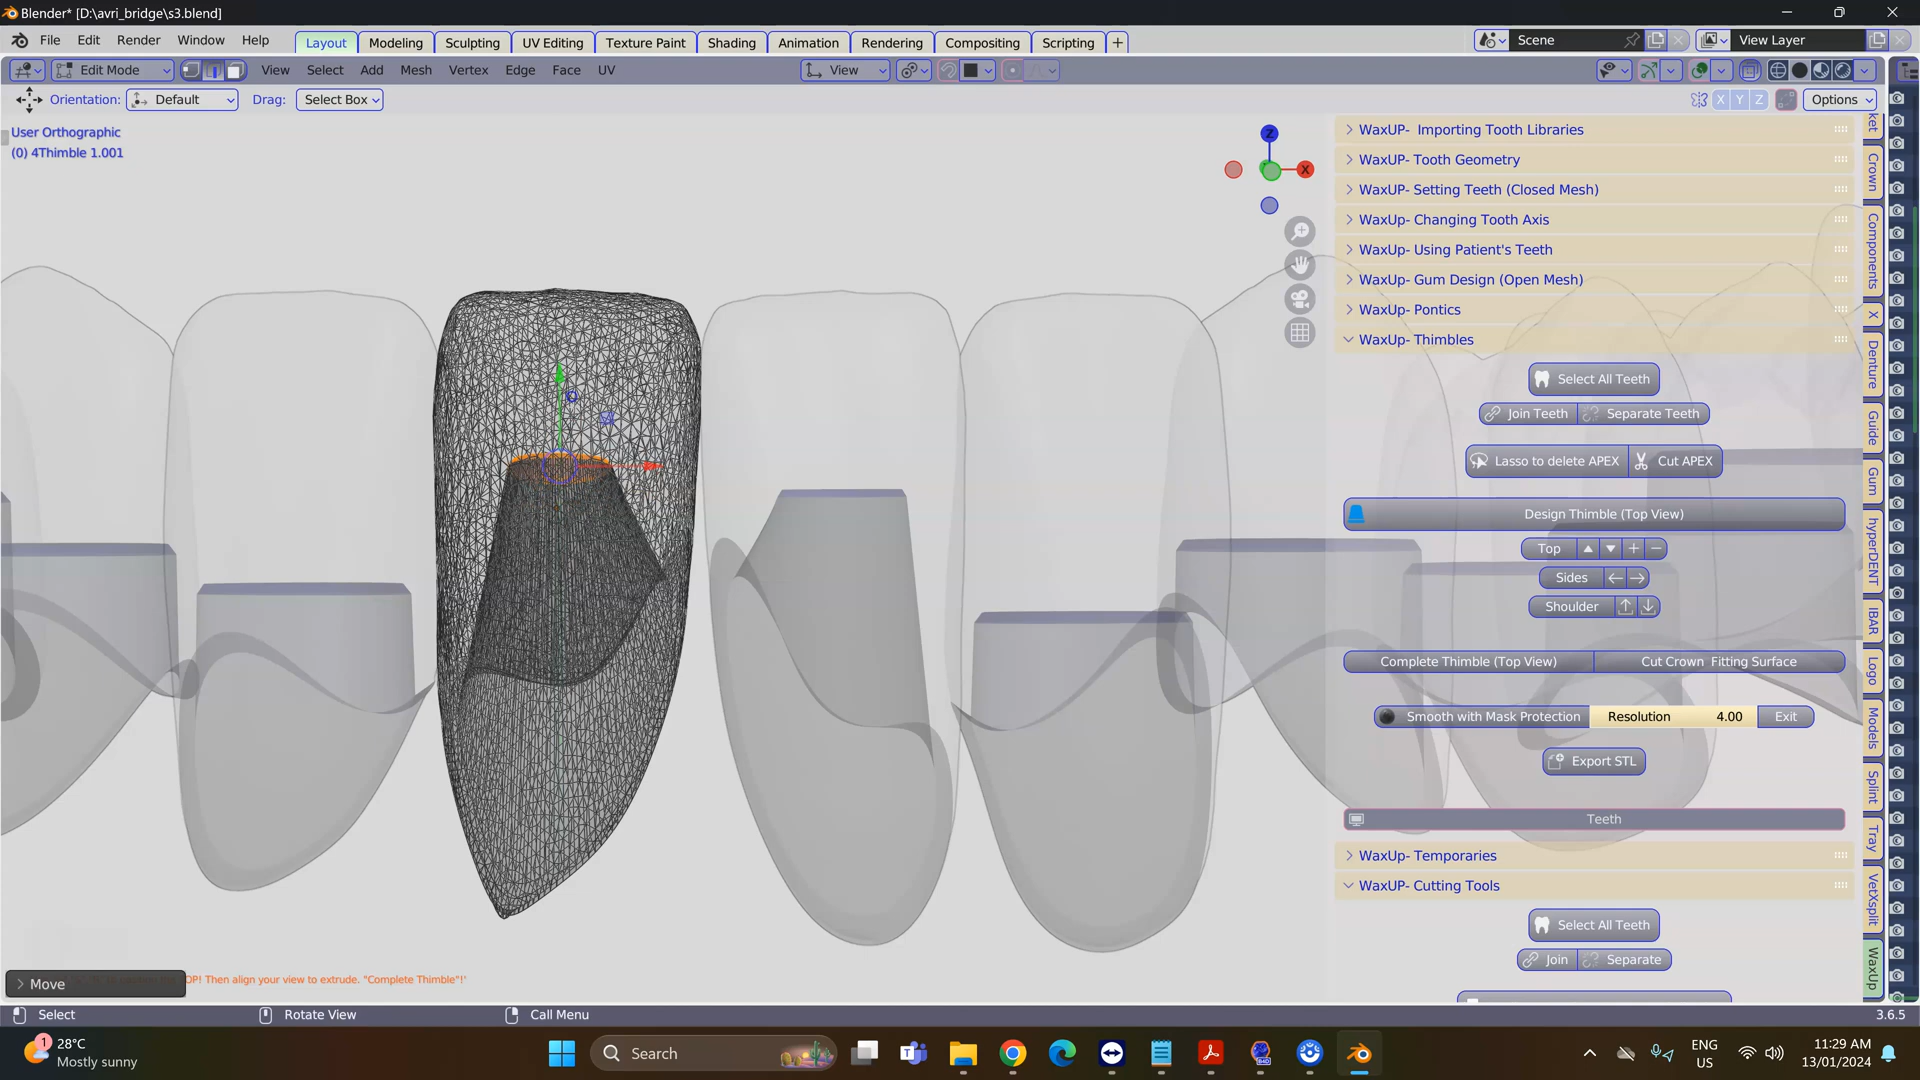 Blender* [D:\avri_bridge\s3.blend]
File Edit Render Window Help Layout Modeling Sculpting UV Editing Texture Paint Shading Animation Rendering Compositing Scripting + Scene View Layer
Edit Mode View Select Add Mesh Vertex Edge Face UV View
Orientation: Default Drag: Select Box X Y Z Options
User Orthographic
(0) 4Thimble 1.001
Z
X
WaxUP- Importing Tooth Libraries
WaxUP- Tooth Geometry
WaxUP- Setting Teeth (Closed Mesh)
WaxUp- Changing Tooth Axis
WaxUp- Using Patient's Teeth
WaxUp- Gum Design (Open Mesh)
WaxUp- Pontics
WaxUp- Thimbles
Select All Teeth
Join Teeth Separate Teeth
Lasso to delete APEX Cut APEX
Design Thimble (Top View)
Top
Sides
Shoulder
Complete Thimble (Top View) Cut Crown Fitting Surface
Smooth with Mask Protection Resolution 4.00 Exit
Export STL
Teeth
WaxUp- Temporaries
WaxUP- Cutting Tools
Select All Teeth
Join Separate
ket
Crown
Components
X
Denture
Guide
Gum
hyperDENT
IBAR
Logo
Models
Splint
Tray
VetXsplit
WaxUp
Move
OP! Then align your view to extrude. "Complete Thimble"!'
Select Rotate View Call Menu 3.6.5
1
28°C
Mostly sunny
Search
ENG
US
11:29 AM
13/01/2024